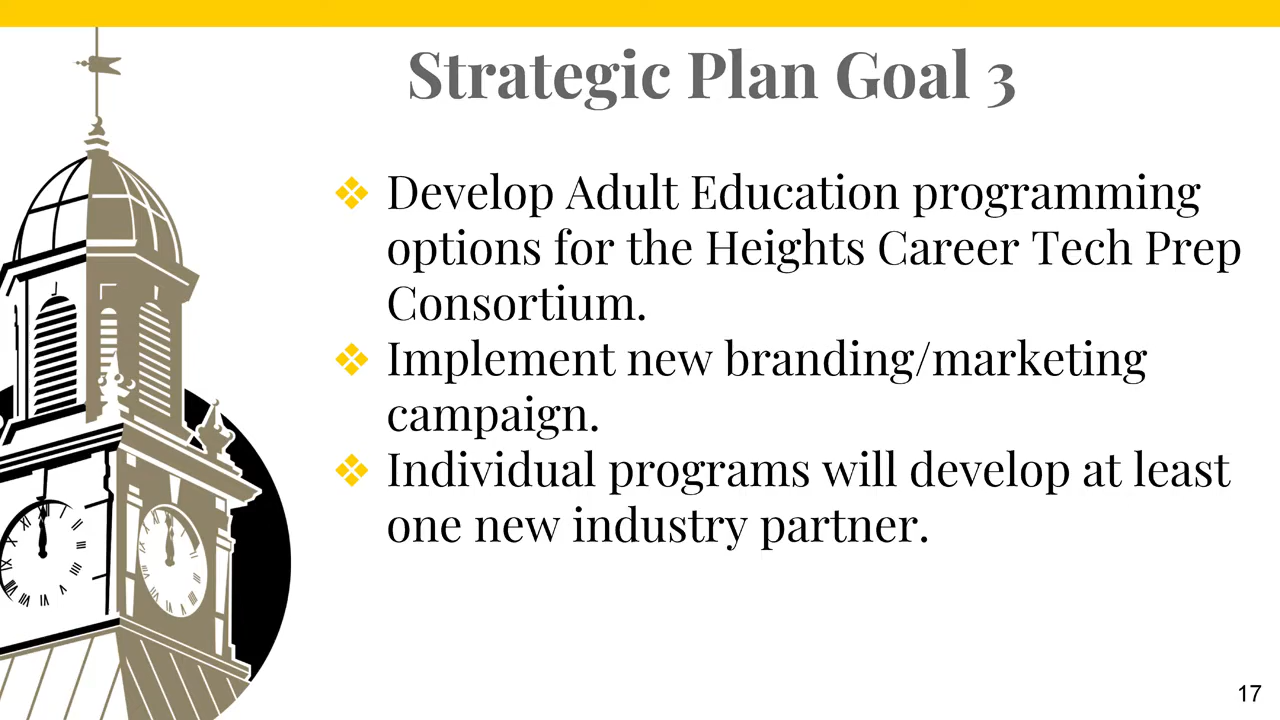 Strategic Plan Goal 3
❖ Develop Adult Education programming
options for the Heights Career Tech Prep
Consortium.
❖ Implement new branding/marketing
campaign.
❖ Individual programs will develop at least
one new industry partner.
17